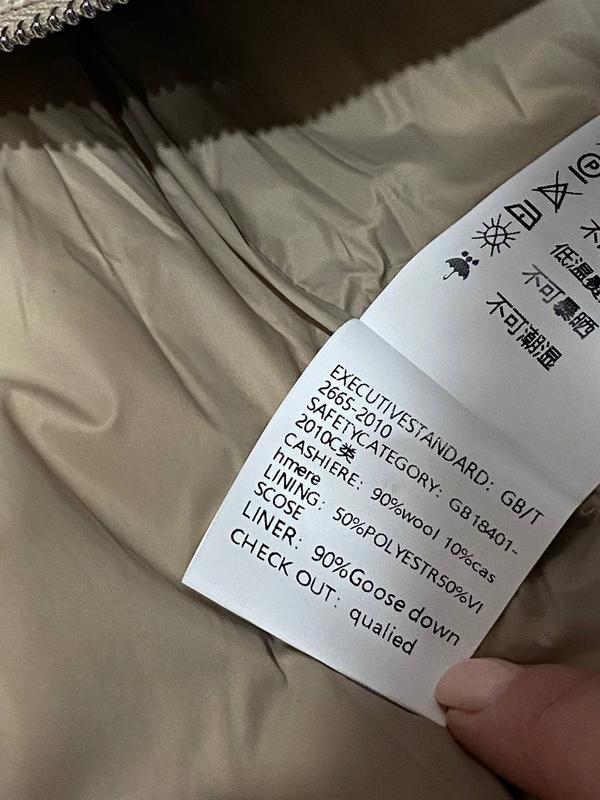 Ⓟ
不
低温
不可暴晒
不可潮湿
EXECUTIVESTANDARD: GB/T
2665-2010
SAFETYCATEGORY: GB18401-
2010C类
CASHIERE: 90%wool 10%cas
hmere
LINING: 50%POLYESTR50%VI
SCOSE
LINER: 90%Goose down
CHECK OUT: qualied